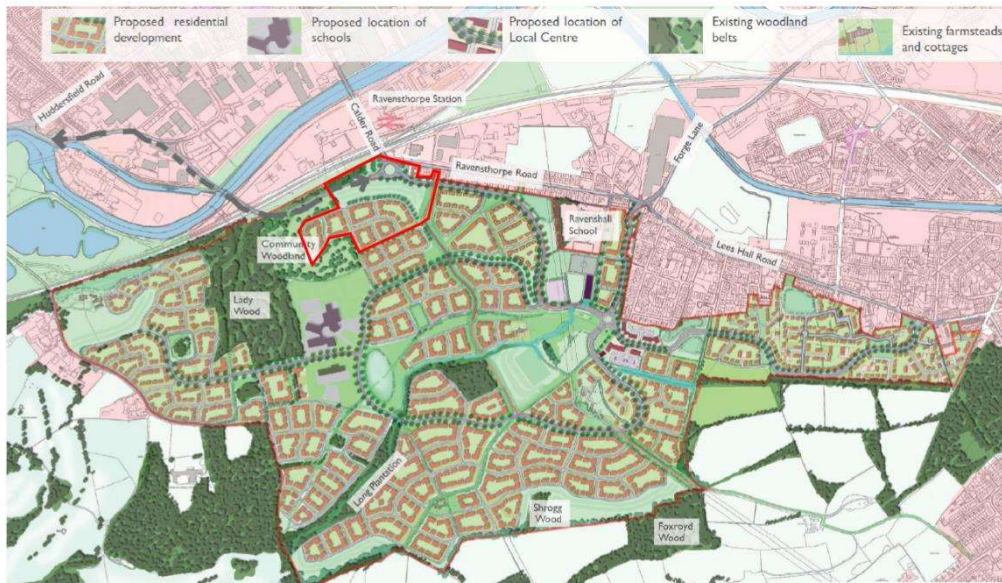 Proposed residential
development
Proposed location of
schools
Proposed location of
Local Centre
Existing woodland
belts
Existing farmsteads
and cottages
Huddersfield Road
Calder Road
Ravensthorpe Station
Ravensthorpe Road
Forge Lane
Ravenshall
School
Lees Hall Road
Community
Woodland
Lady
Wood
Long Plantation
Shrogg
Wood
Foxroyd
Wood